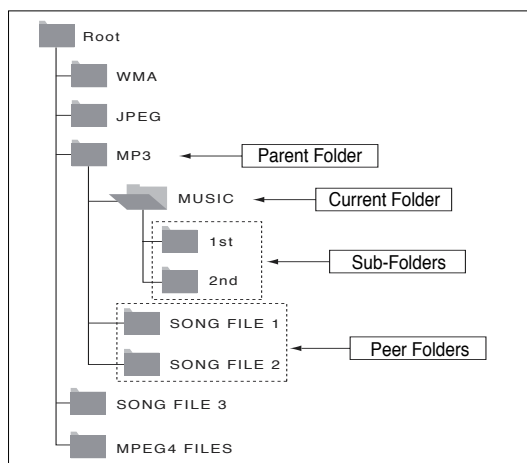 Root
WMA
JPEG
MP3
Parent Folder
MUSIC
Current Folder
1st
2nd
Sub-Folders
SONG FILE 1
SONG FILE 2
Peer Folders
SONG FILE 3
MPEG4 FILES